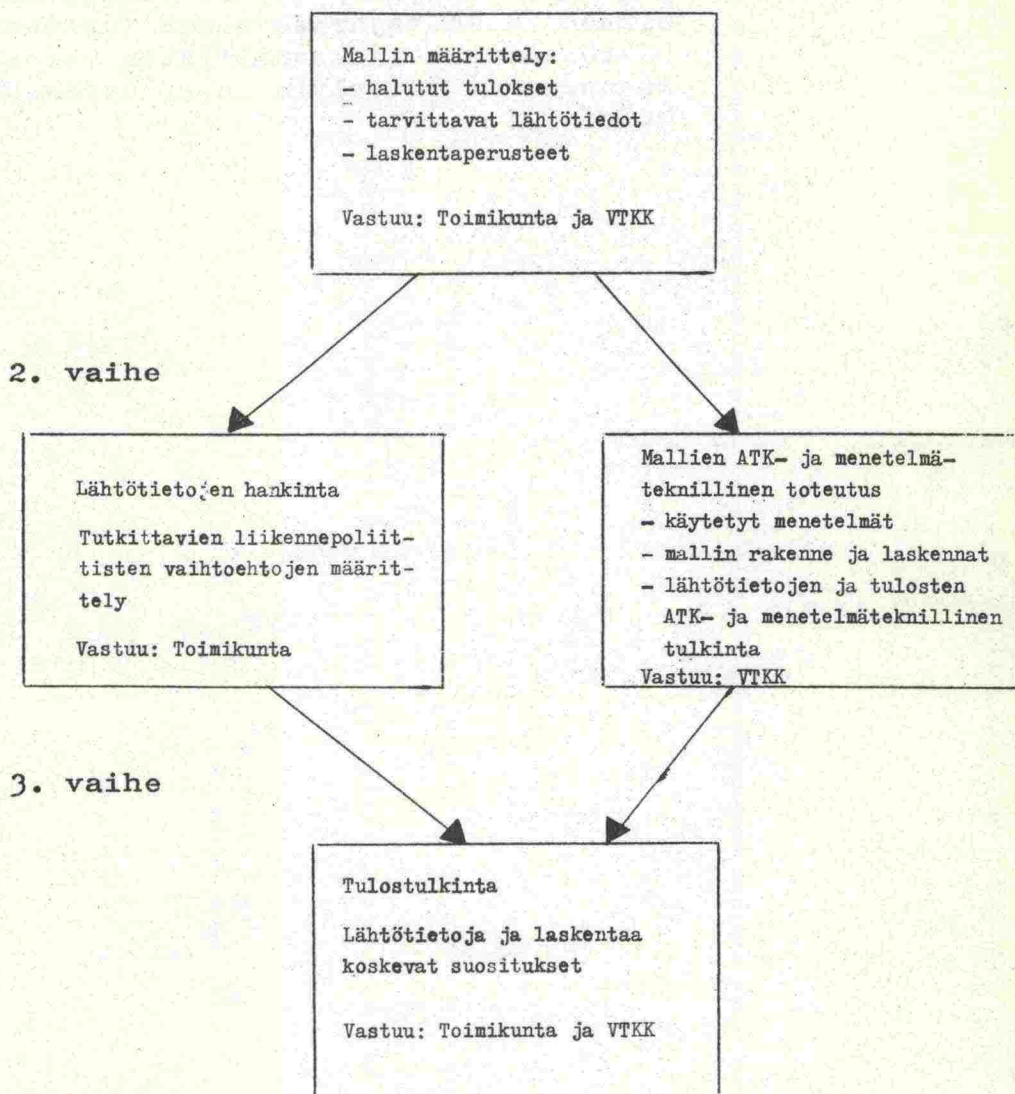 Mallin määrittely:
- halutut tulokset
- tarvittavat lähtötiedot
- laskentaperusteet
Vastuu: Toimikunta ja VTKK
2. vaihe
Lähtötietojen hankinta
Tutkittavien liikennepoliit-
tisten vaihtoehtojen määrit-
tely
Vastuu: Toimikunta
Mallien ATK- ja menetelmä-
teknillinen toteutus
- käytetyt menetelmät
- mallin rakenne ja laskennat
- lähtötietojen ja tulosten
ATK- ja menetelmäteknillinen
tulkinta
Vastuu: VTKK
3. vaihe
Tulostulkinta
Lähtötietoja ja laskentaa
koskevat suositukset
Vastuu: Toimikunta ja VTKK